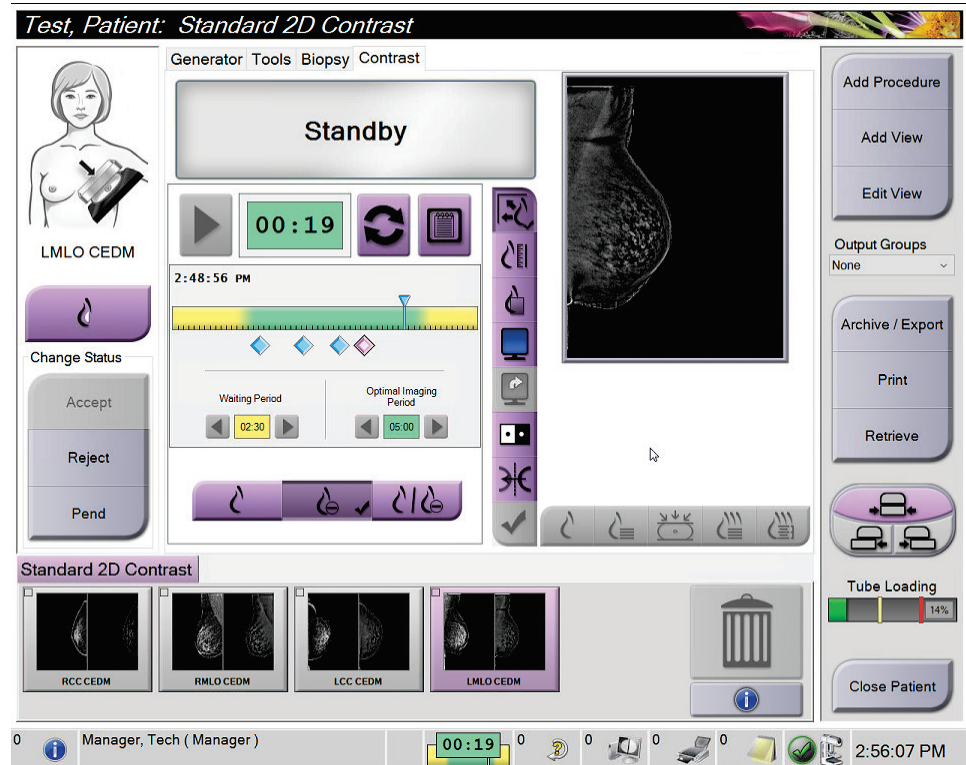 Test, Patient:  Standard 2D Contrast
Generator Tools Biopsy Contrast
Standby
LMLO CEDM
Change Status
Accept
Reject
Pend
00:19
2:48:56 PM
Waiting Period
02:30
Optimal Imaging
Period
05:00
Add Procedure
Add View
Edit View
Output Groups
None
Archive / Export
Print
Retrieve
Tube Loading
14%
Close Patient
Standard 2D Contrast
RCC CEDM
RMLO CEDM
LCC CEDM
LMLO CEDM
0 Manager, Tech ( Manager ) 00:19 0 0 0 0 2:56:07 PM